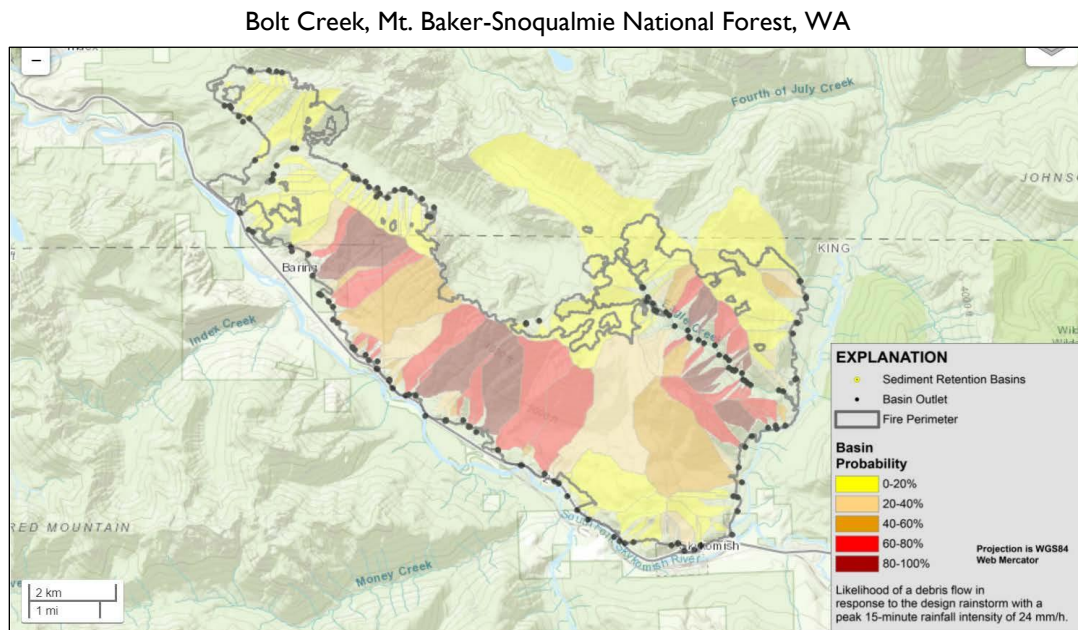 Bolt Creek, Mt. Baker-Snoqualmie National Forest, WA
−
Fourth of July Creek
JOHNS
KING
Baring
Index Creek
4000 ft
RED MOUNTAIN
Money Creek
2 km
1 mi
EXPLANATION
Sediment Retention Basins
Basin Outlet
Fire Perimeter
Basin
Probability
0-20%
20-40%
40-60%
60-80%
80-100%
Projection is WGS84
Web Mercator
Likelihood of a debris flow in
response to the design rainstorm with a
peak 15-minute rainfall intensity of 24 mm/h.